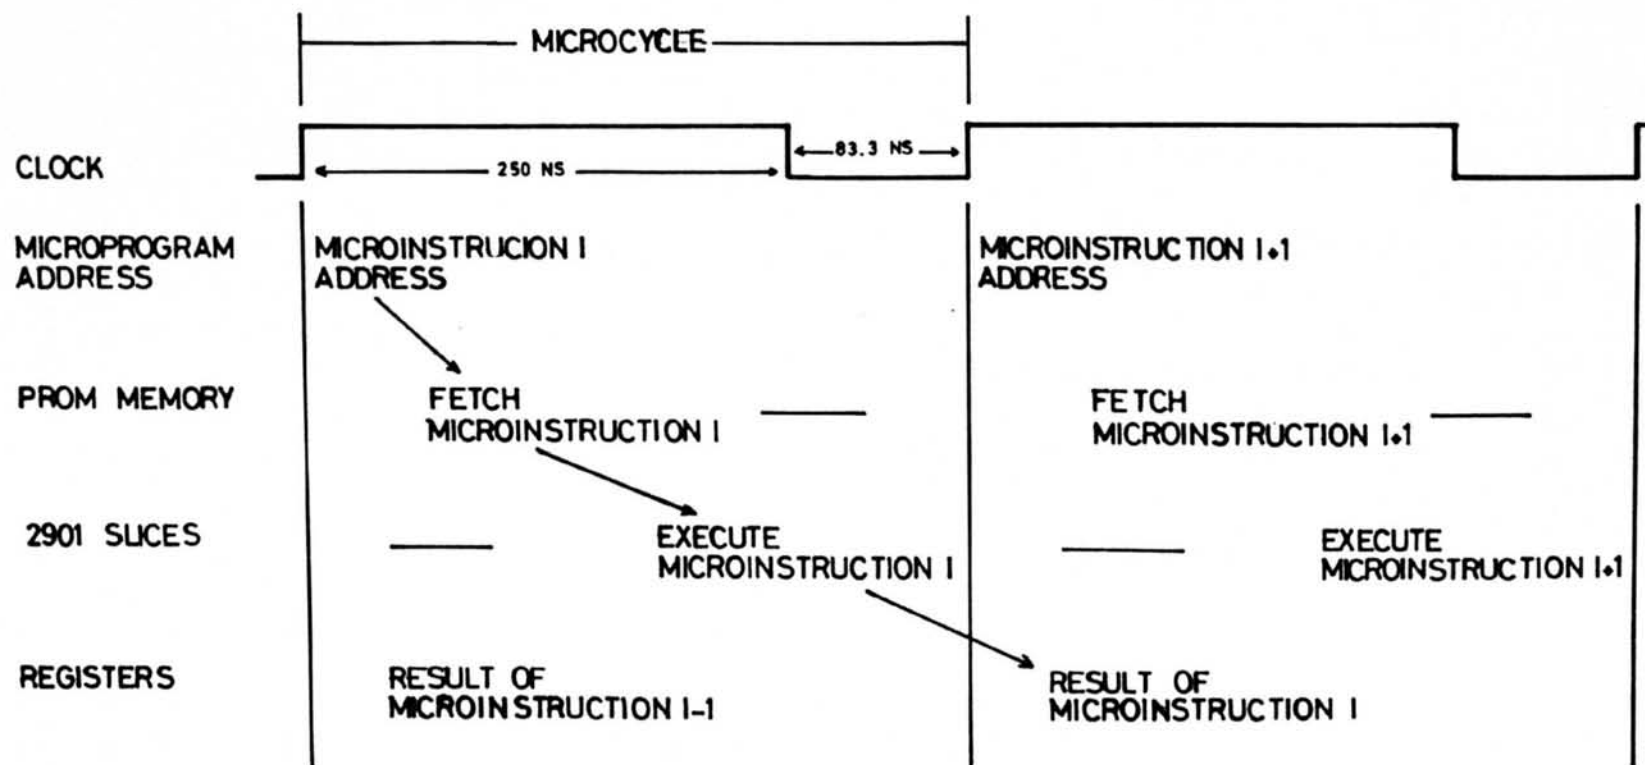 MICROCYCLE
CLOCK
250 NS
83.3 NS
MICROPROGRAM
ADDRESS
MICROINSTRUCION I
ADDRESS
MICROINSTRUCTION I+1
ADDRESS
PROM MEMORY
FETCH
MICROINSTRUCTION I
FETCH
MICROINSTRUCTION I+1
2901 SLICES
EXECUTE
MICROINSTRUCTION I
EXECUTE
MICROINSTRUCTION I+1
REGISTERS
RESULT OF
MICROINSTRUCTION I-1
RESULT OF
MICROINSTRUCTION I